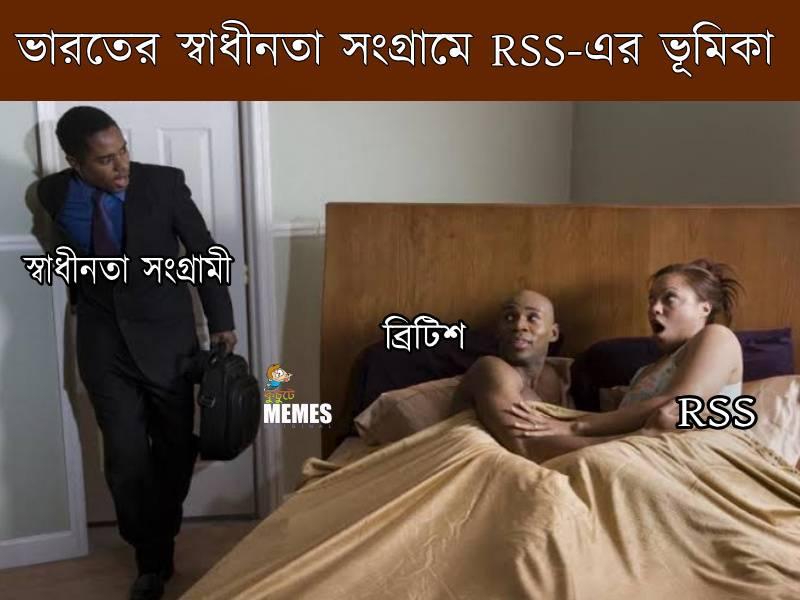 ভারতের স্বাধীনতা সংগ্রামে RSS-এর ভূমিকা
স্বাধীনতা সংগ্রামী
ব্রিটিশ
RSS
কুচুটে
MEMES